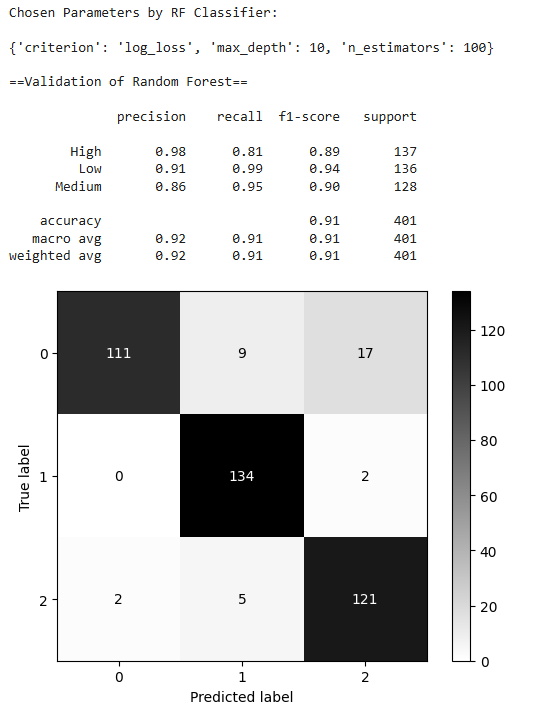 Chosen Parameters by RF Classifier:
{'criterion': 'log_loss', 'max_depth': 10, 'n_estimators': 100}
==Validation of Random Forest==
precision recall f1-score support
High 0.98 0.81 0.89 137
Low 0.91 0.99 0.94 136
Medium 0.86 0.95 0.90 128
accuracy 0.91 401
macro avg 0.92 0.91 0.91 401
weighted avg 0.92 0.91 0.91 401
0 111 9 17
1 0 134 2
2 2 5 121
0 1 2
Predicted label
True label
120
100
80
60
40
20
0